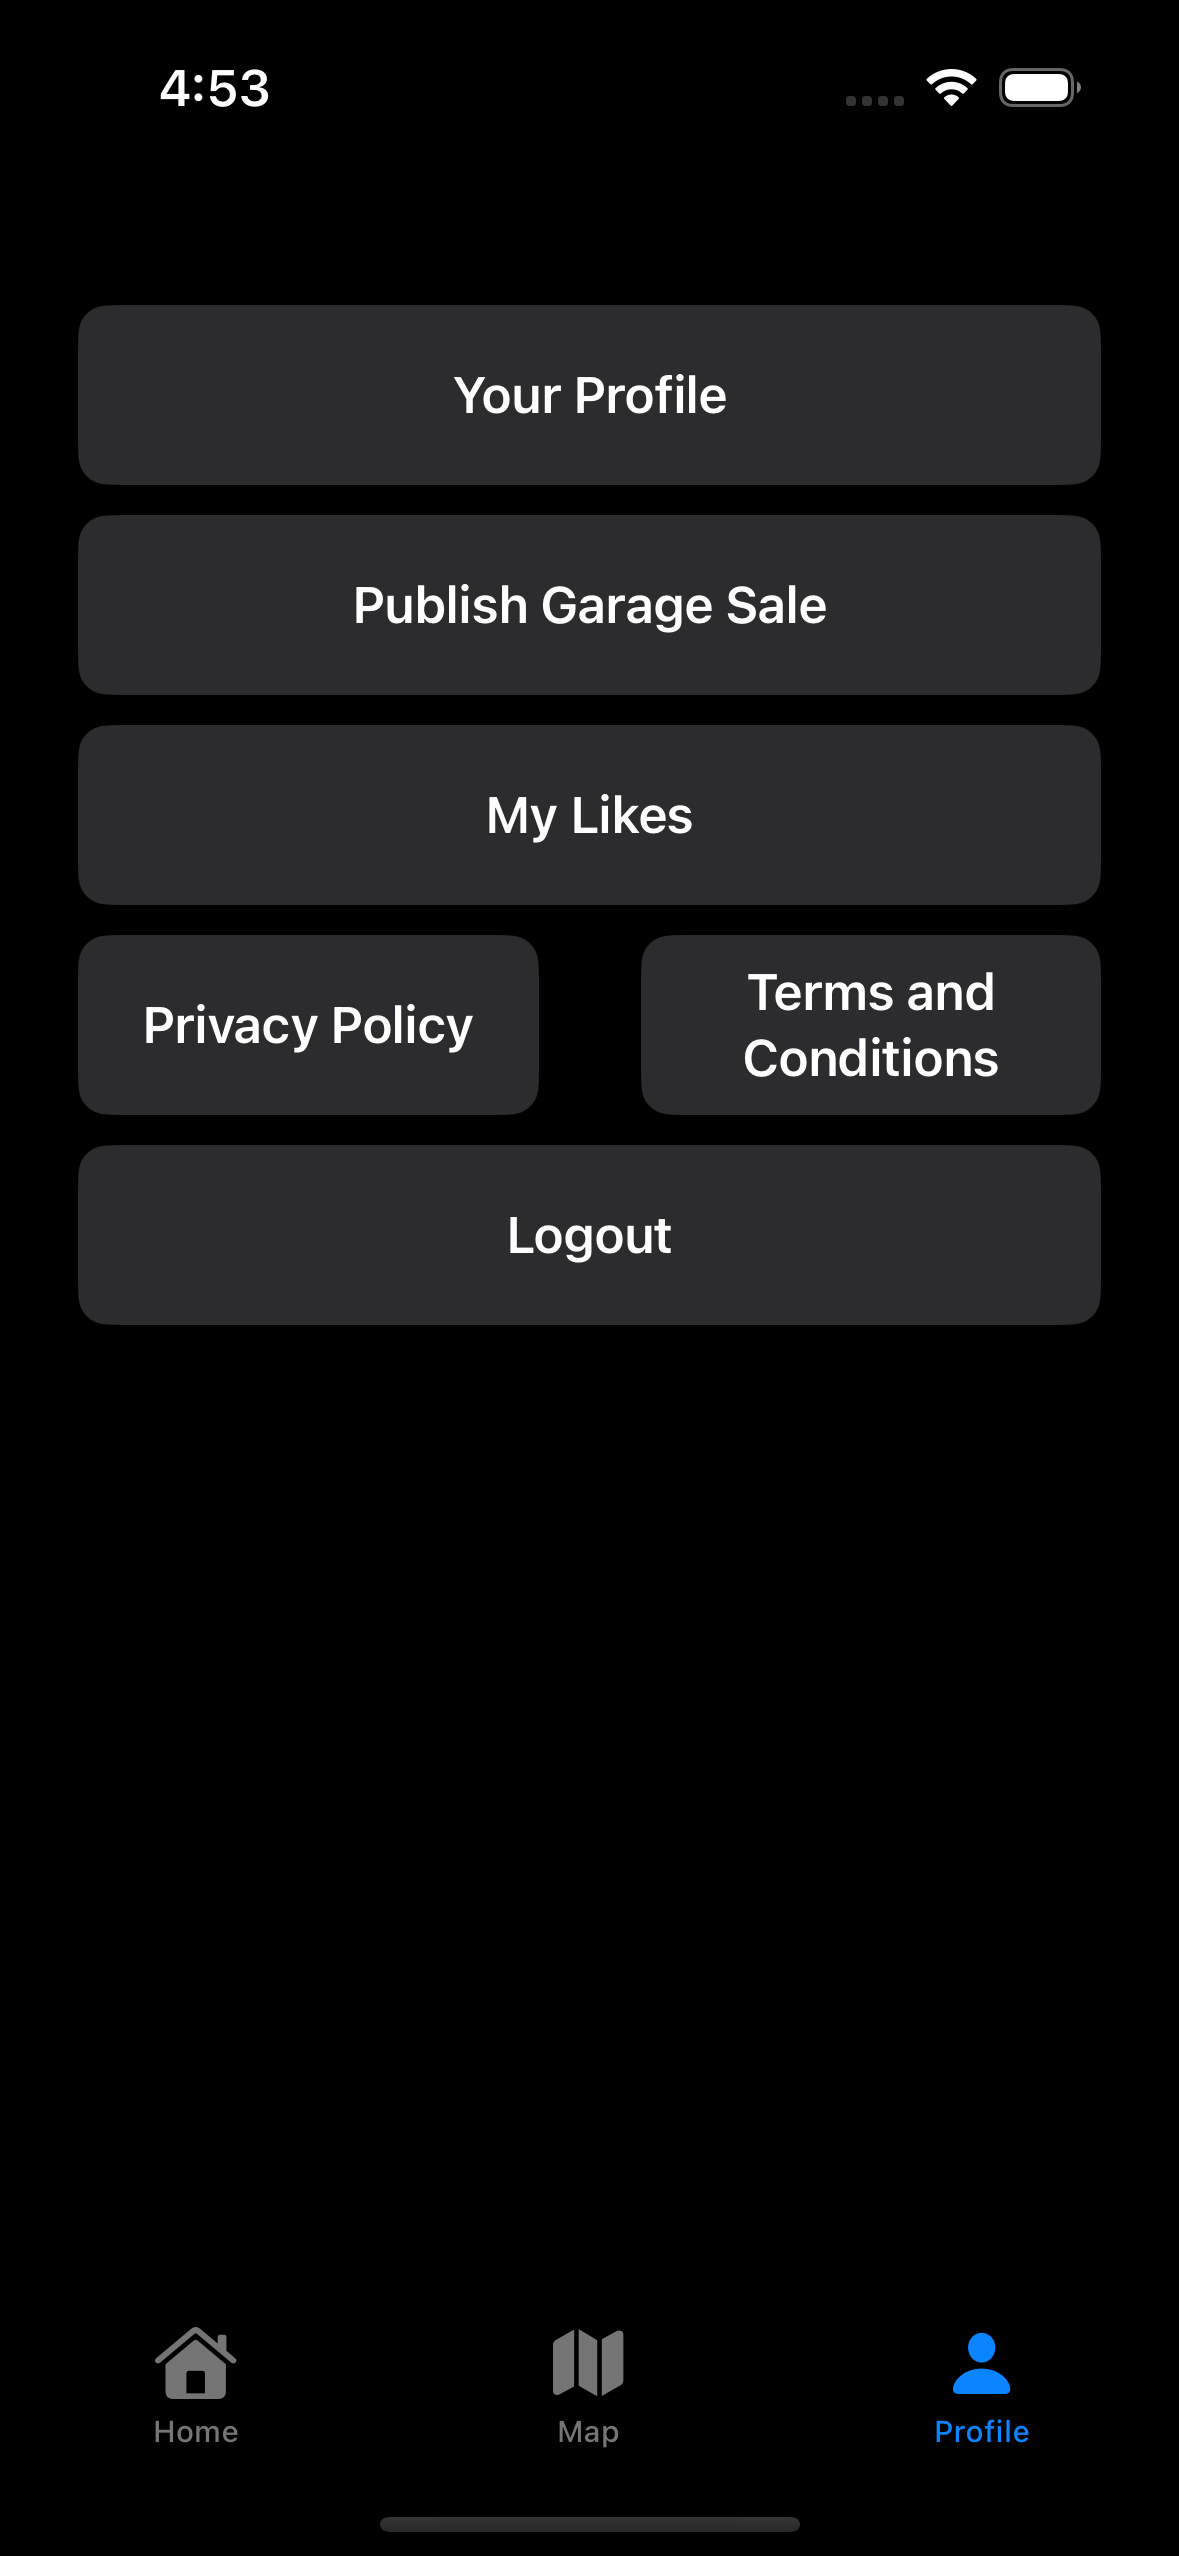 4:53
Your Profile
Publish Garage Sale
My Likes
Privacy Policy
Terms and
Conditions
Logout
Home
Map
Profile